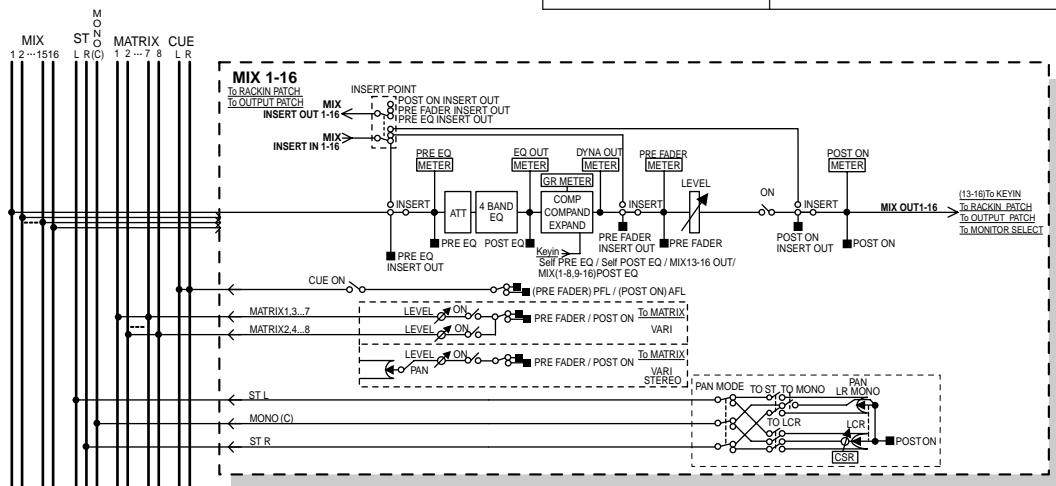 MIX
ST
MONO
(C)
MATRIX
CUE
1 2 ··· 15 16
L R
1 2 ··· 7 8
L R
MIX 1-16
To RACKIN PATCH
To OUTPUT PATCH
INSERT POINT
MIX
INSERT OUT 1-16
POST ON INSERT OUT
PRE FADER INSERT OUT
PRE EQ INSERT OUT
MIX
INSERT IN 1-16
PRE EQ
METER
EQ OUT
METER
DYNA OUT
METER
PRE FADER
METER
POST ON
METER
GR METER
LEVEL
ON
INSERT
ATT
4 BAND
EQ
COMP
COMPAND
EXPAND
INSERT
INSERT
MIX OUT1-16
(13-16)To KEYIN
To RACKIN PATCH
To OUTPUT PATCH
To MONITOR SELECT
PRE EQ
INSERT OUT
PRE EQ
POST EQ
PRE FADER
INSERT OUT
PRE FADER
POST ON
INSERT OUT
POST ON
Keyin
Self PRE EQ / Self POST EQ / MIX13-16 OUT/
MIX(1-8,9-16)POST EQ
CUE ON
(PRE FADER) PFL / (POST ON) AFL
MATRIX1,3...7
LEVEL
ON
PRE FADER / POST ON
To MATRIX
VARI
MATRIX2,4...8
LEVEL
ON
LEVEL
ON
PAN
PRE FADER / POST ON
To MATRIX
VARI
STEREO
ST L
MONO (C)
ST R
PAN MODE
TO ST
TO MONO
PAN
LR MONO
TO LCR
LCR
CSR
POST ON